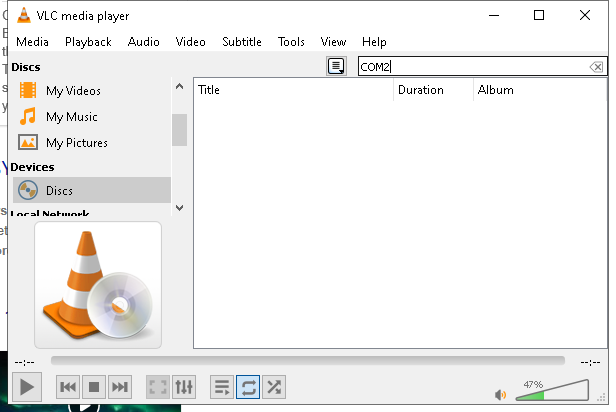 VLC media player
Media Playback Audio Video Subtitle Tools View Help
Discs
COM2
My Videos
My Music
My Pictures
Devices
Discs
Local Network
Title Duration Album
--:--
--:--
47%